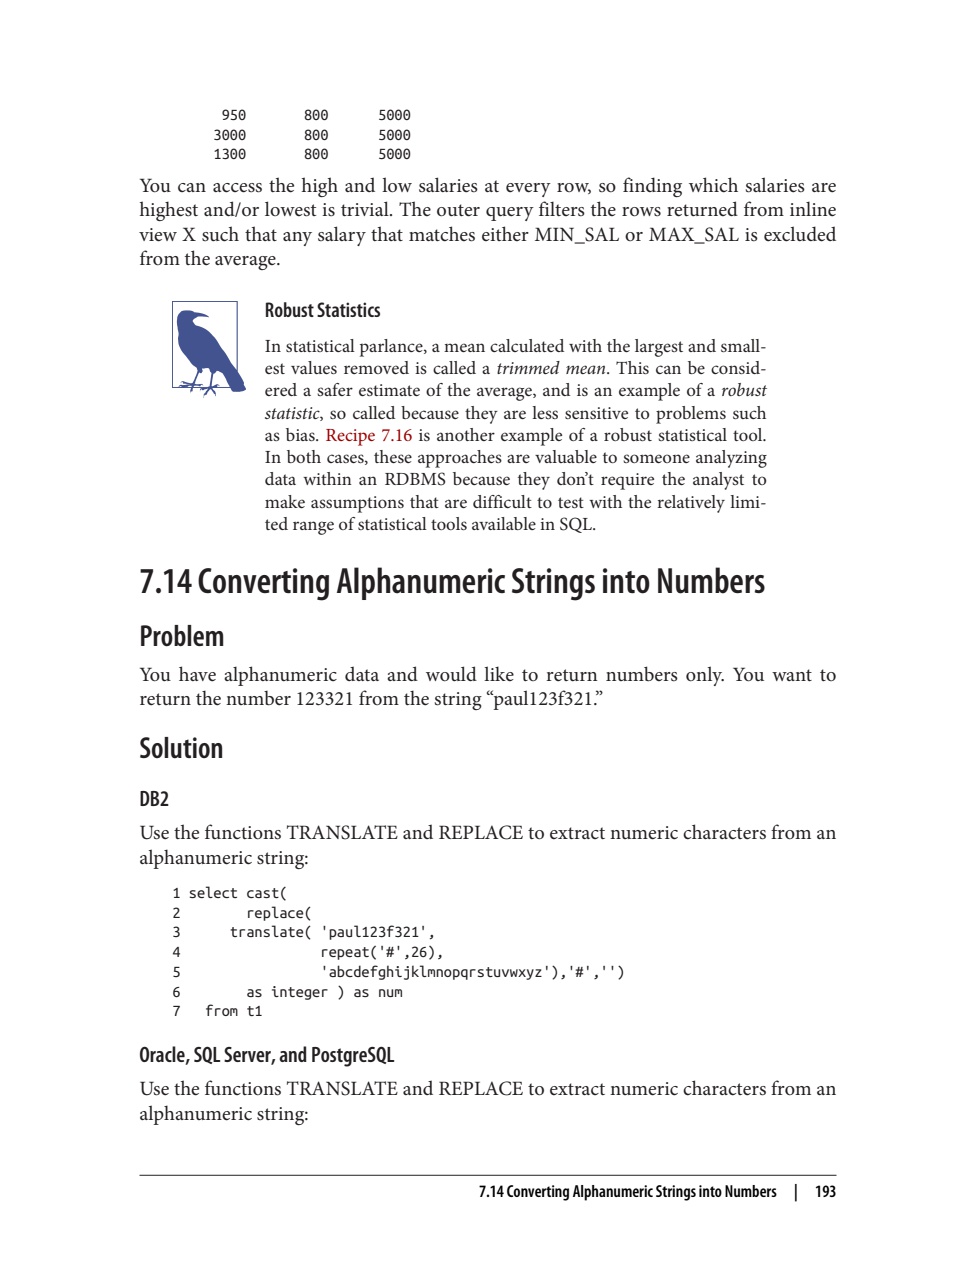 950 800 5000
3000 800 5000
1300 800 5000
You can access the high and low salaries at every row, so finding which salaries are
highest and/or lowest is trivial. The outer query filters the rows returned from inline
view X such that any salary that matches either MIN_SAL or MAX_SAL is excluded
from the average.
Robust Statistics
In statistical parlance, a mean calculated with the largest and small-
est values removed is called a trimmed mean. This can be consid-
ered a safer estimate of the average, and is an example of a robust
statistic, so called because they are less sensitive to problems such
as bias. Recipe 7.16 is another example of a robust statistical tool.
In both cases, these approaches are valuable to someone analyzing
data within an RDBMS because they don’t require the analyst to
make assumptions that are difficult to test with the relatively limi-
ted range of statistical tools available in SQL.
7.14 Converting Alphanumeric Strings into Numbers
Problem
You have alphanumeric data and would like to return numbers only. You want to
return the number 123321 from the string “paul123f321.”
Solution
DB2
Use the functions TRANSLATE and REPLACE to extract numeric characters from an
alphanumeric string:
1 select cast(
2 replace(
3 translate( 'paul123f321',
4 repeat('#',26),
5 'abcdefghijklmnopqrstuvwxyz'),'#','')
6 as integer ) as num
7 from t1
Oracle, SQL Server, and PostgreSQL
Use the functions TRANSLATE and REPLACE to extract numeric characters from an
alphanumeric string:
7.14 Converting Alphanumeric Strings into Numbers | 193